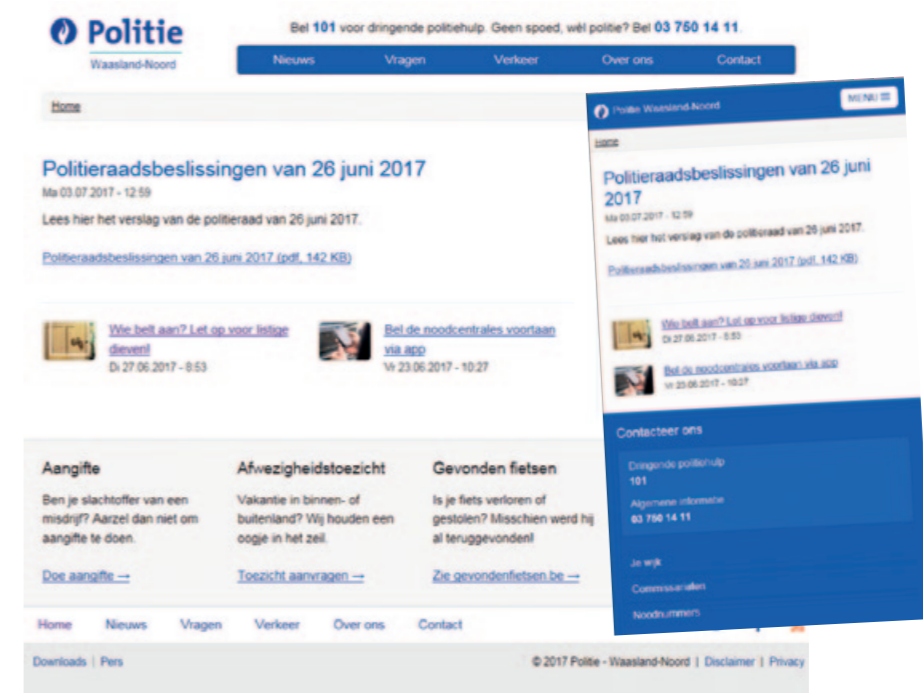 Politie
Waasland-Noord
Bel 101 voor dringende politiehulp. Geen spoed, wèl politie? Bel 03 750 14 11
Nieuws Vragen Verkeer Over ons Contact
Home
Politieraadsbeslissingen van 26 juni 2017
Ma 03.07.2017 - 12:59
Lees hier het verslag van de politieraad van 26 juni 2017.
Politieraadsbeslissingen van 26 juni 2017 (pdf, 142 KB)
Wie belt aan? Let op voor listige
dieven!
Di 27.06.2017 - 8:53
Bel de noodcentrales voortaan
via app
Vr 23.06.2017 - 10:27
Aangifte
Ben je slachtoffer van een
misdrijf? Aarzel dan niet om
aangifte te doen.
Doe aangifte →
Afwezigheidstoezicht
Vakantie in binnen- of
buitenland? Wij houden een
oogje in het zeil.
Toezicht aanvragen →
Gevonden fietsen
Is je fiets verloren of
gestolen? Misschien werd hij
al teruggevonden!
Zie gevondenfietsen.be →
Home Nieuws Vragen Verkeer Over ons Contact
Downloads | Pers
© 2017 Politie - Waasland-Noord | Disclaimer | Privacy
Politie Waasland-Noord
MENU
Home
Politieraadsbeslissingen van 26 juni
2017
Ma 03.07.2017 - 12:59
Lees hier het verslag van de politieraad van 26 juni 2017.
Politieraadsbeslissingen van 26 juni 2017 (pdf, 142 KB)
Wie belt aan? Let op voor listige dieven!
Di 27.06.2017 - 8:53
Bel de noodcentrales voortaan via app
Vr 23.06.2017 - 10:27
Contacteer ons
Dringende politiehulp
101
Algemene informatie
03 750 14 11
Je wijk
Commissariaten
Noodnummers